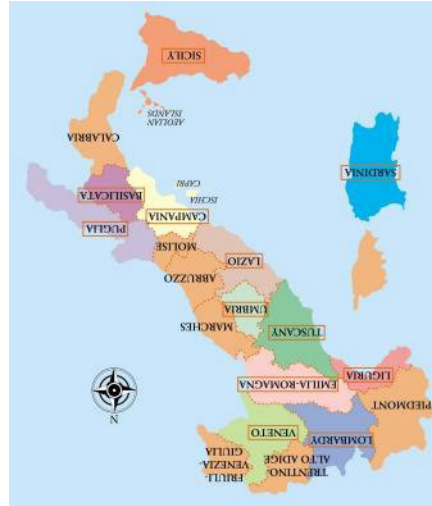 FRIULI-
VENEZIA-
GIULIA
TRENTINO-
ALTO ADIGE
VENETO
LOMBARDY
PIEDMONT
N
EMILIA-ROMAGNA
LIGURIA
TUSCANY
MARCHES
UMBRIA
ABRUZZO
LAZIO
MOLISE
PUGLIA
CAMPANIA
BASILICATA
ISCHIA
CAPRI
SARDINIA
CALABRIA
AEOLIAN
ISLANDS
SICILY